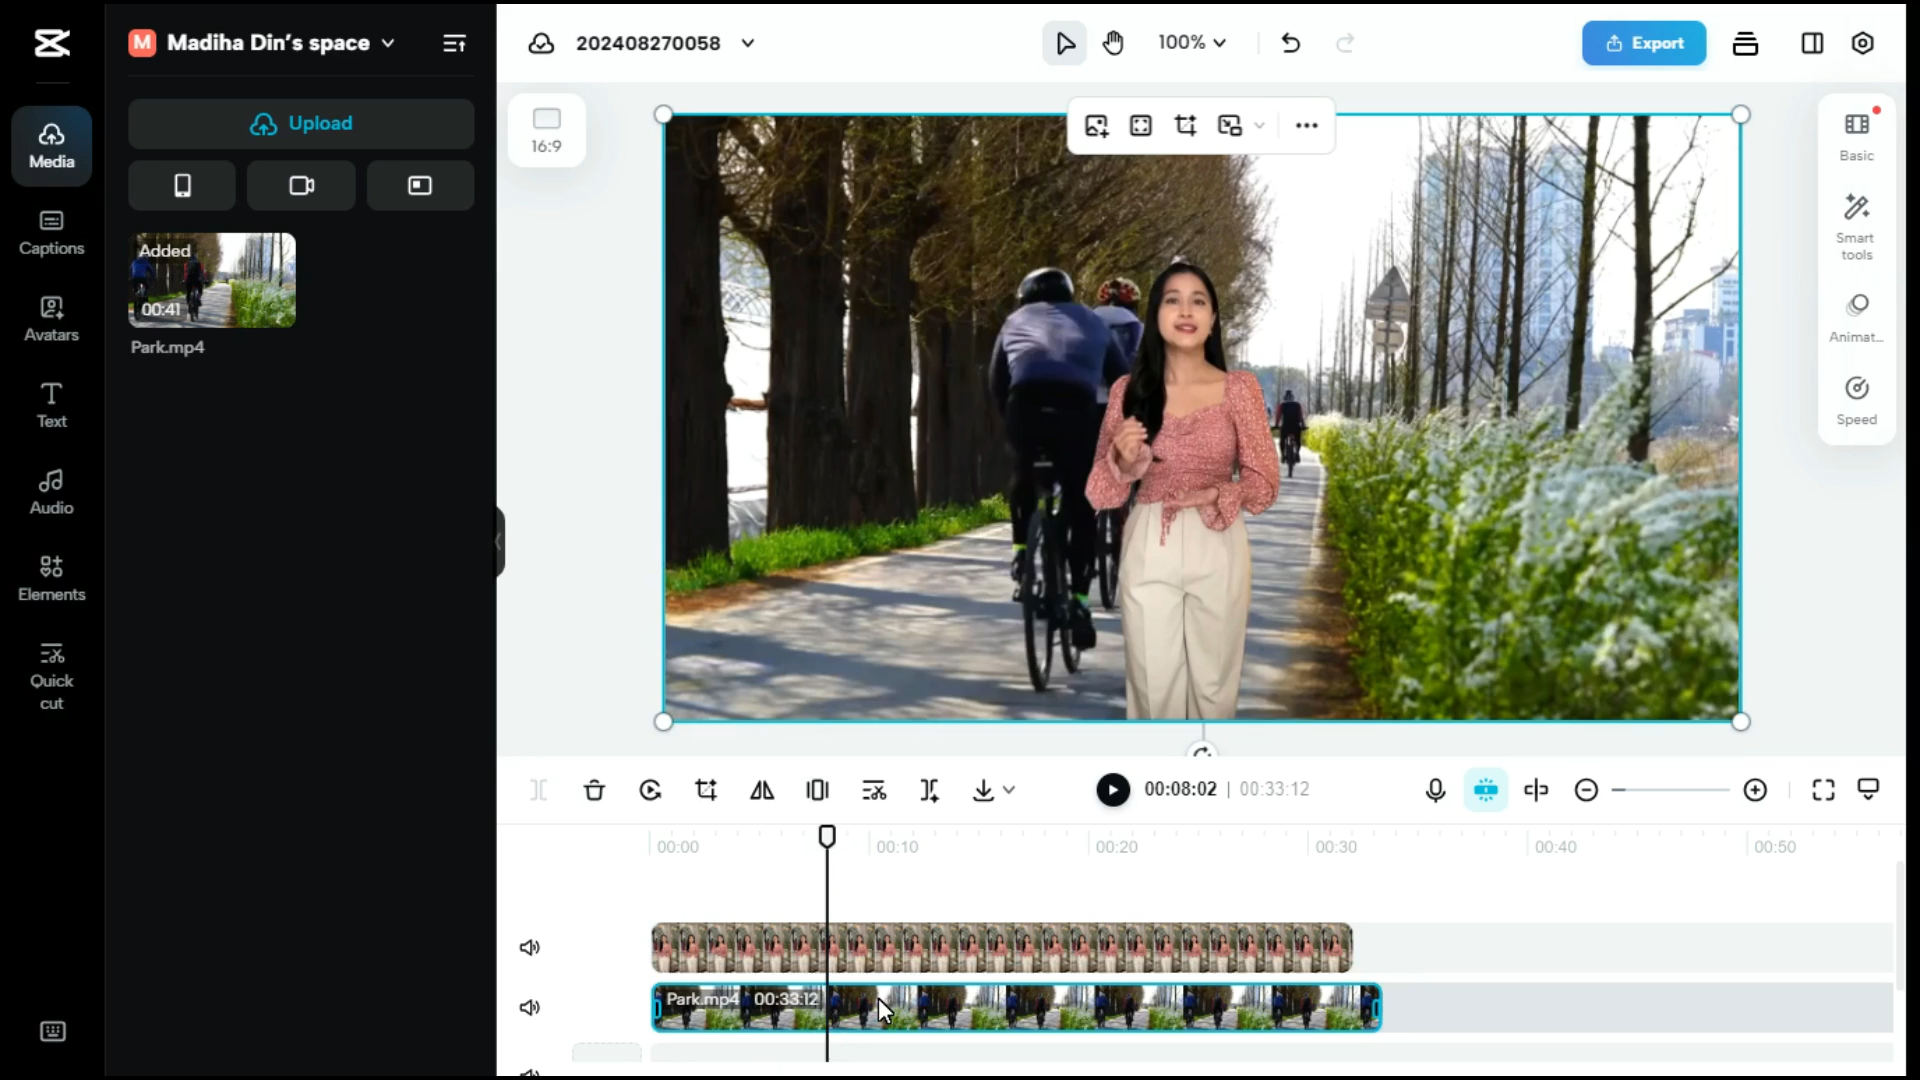 M Madiha Din's space
Upload
Media
Captions
Avatars
Text
Audio
Elements
Quick
cut
Added
00:41
Park.mp4
202408270058
100%
Export
16:9
Basic
Smart
tools
Animat...
Speed
00:08:02 | 00:33:12
00:00
00:10
00:20
00:30
00:40
00:50
Park.mp4 00:33:12